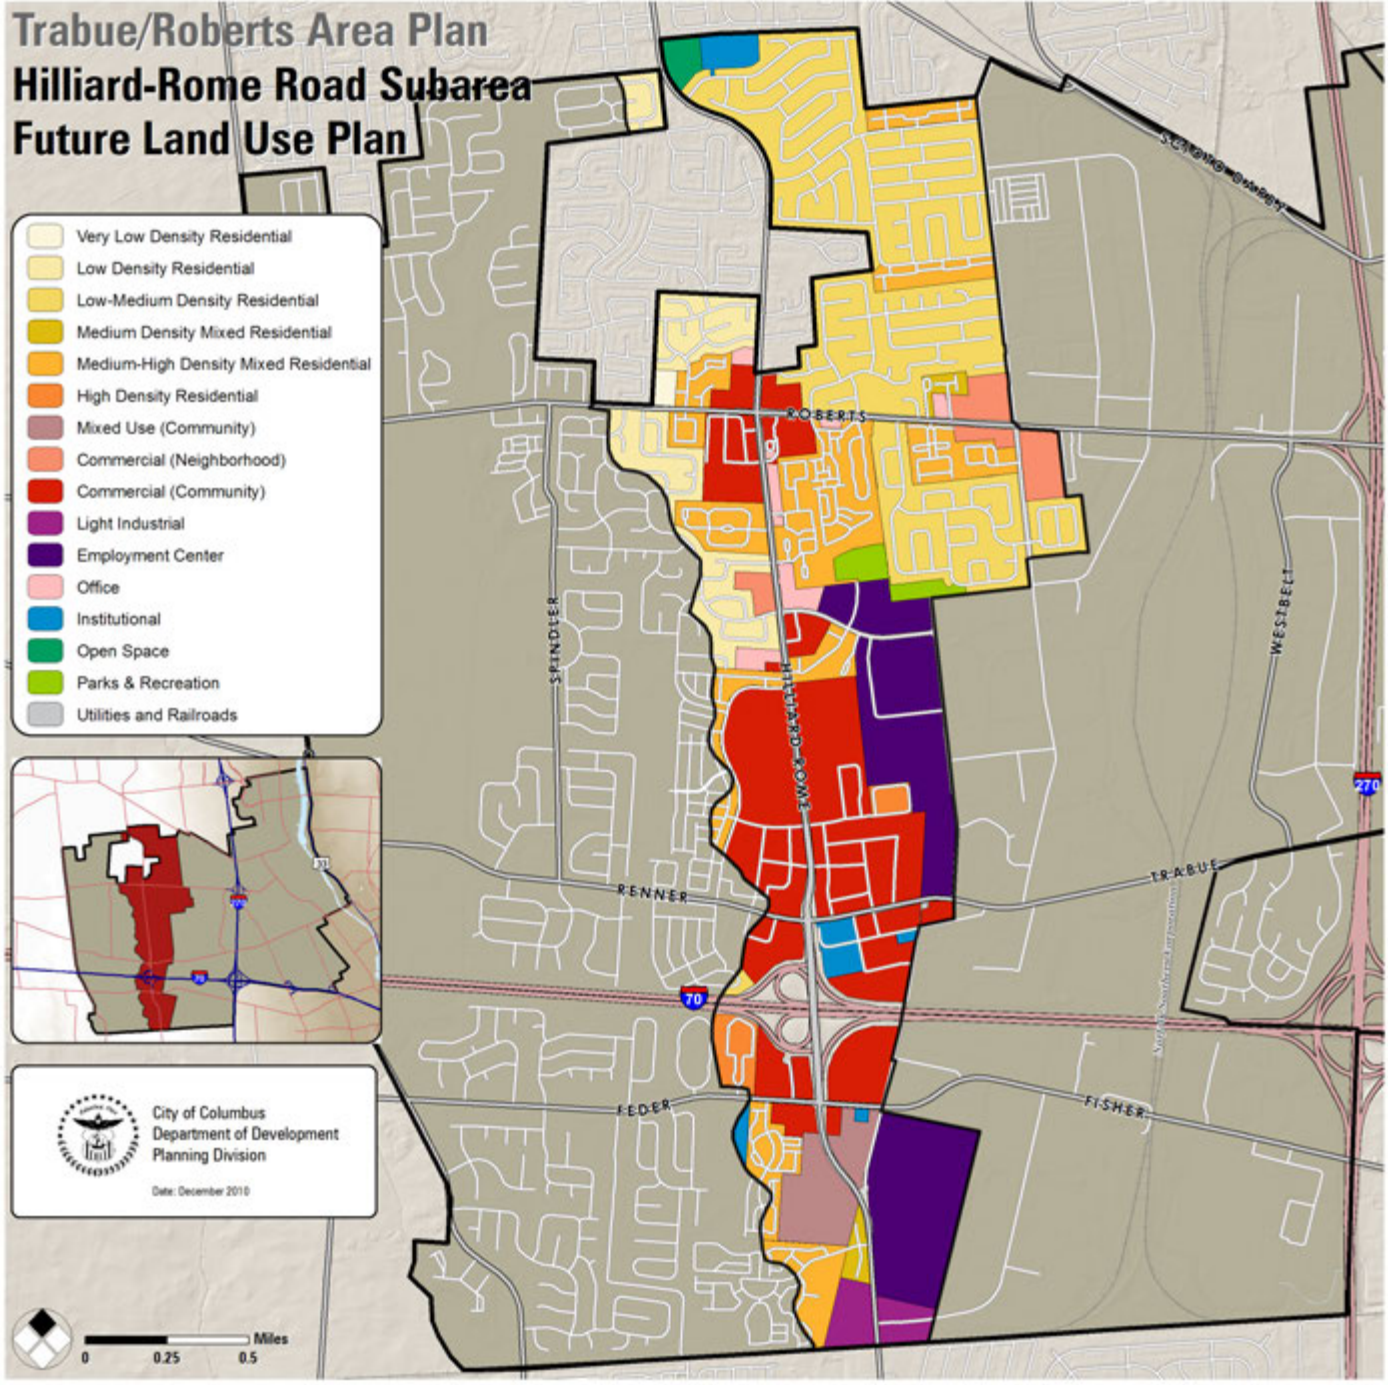 Trabue/Roberts Area Plan
Hilliard-Rome Road Subarea
Future Land Use Plan
Very Low Density Residential
Low Density Residential
Low-Medium Density Residential
Medium Density Mixed Residential
Medium-High Density Mixed Residential
High Density Residential
Mixed Use (Community)
Commercial (Neighborhood)
Commercial (Community)
Light Industrial
Employment Center
Office
Institutional
Open Space
Parks & Recreation
Utilities and Railroads
SCIOTO DARBY
ROBERTS
SPINDLER
WESTBELT
HILLIARD-ROME
270
RENNER
TRABUE
70
FEDER
FISHER
33
70
City of Columbus
Department of Development
Planning Division
Date: December 2010
Miles
0 0.25 0.5